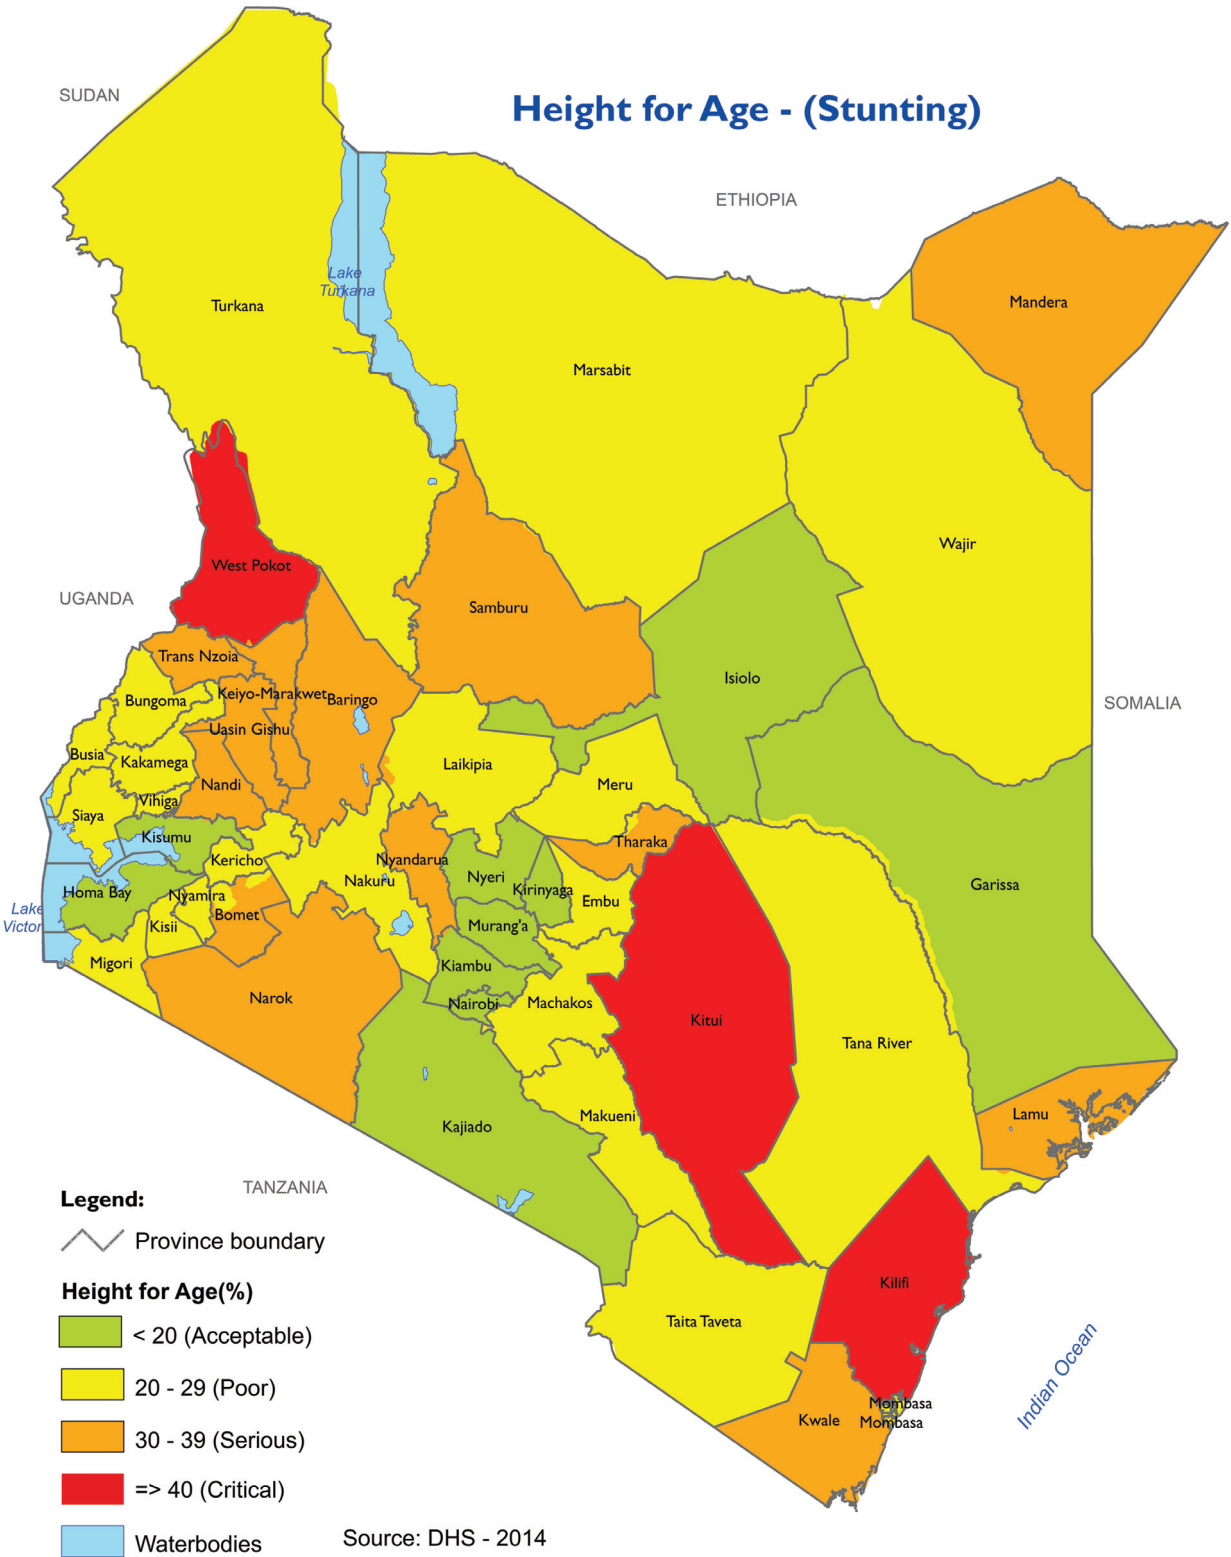 Height for Age - (Stunting)
SUDAN
ETHIOPIA
Lake
Turkana
Turkana
Mandera
Marsabit
Wajir
West Pokot
UGANDA
Samburu
Trans Nzoia
Isiolo
Keiyo-Marakwet
Baringo
Bungoma
SOMALIA
Uasin Gishu
Busia
Kakamega
Laikipia
Nandi
Meru
Vihiga
Siaya
Kisumu
Tharaka
Kericho
Nyandarua
Nyeri
Nakuru
Garissa
Homa Bay
Kirinyaga
Nyamira
Embu
Lake
Victor
Bomet
Kisii
Murang'a
Migori
Kiambu
Narok
Nairobi
Machakos
Kitui
Tana River
Makueni
Lamu
Kajiado
TANZANIA
Kilifi
Taita Taveta
Indian Ocean
Mombasa
Kwale
Mombasa
Legend:
Province boundary
Height for Age(%)
< 20 (Acceptable)
20 - 29 (Poor)
30 - 39 (Serious)
=> 40 (Critical)
Waterbodies
Source: DHS - 2014